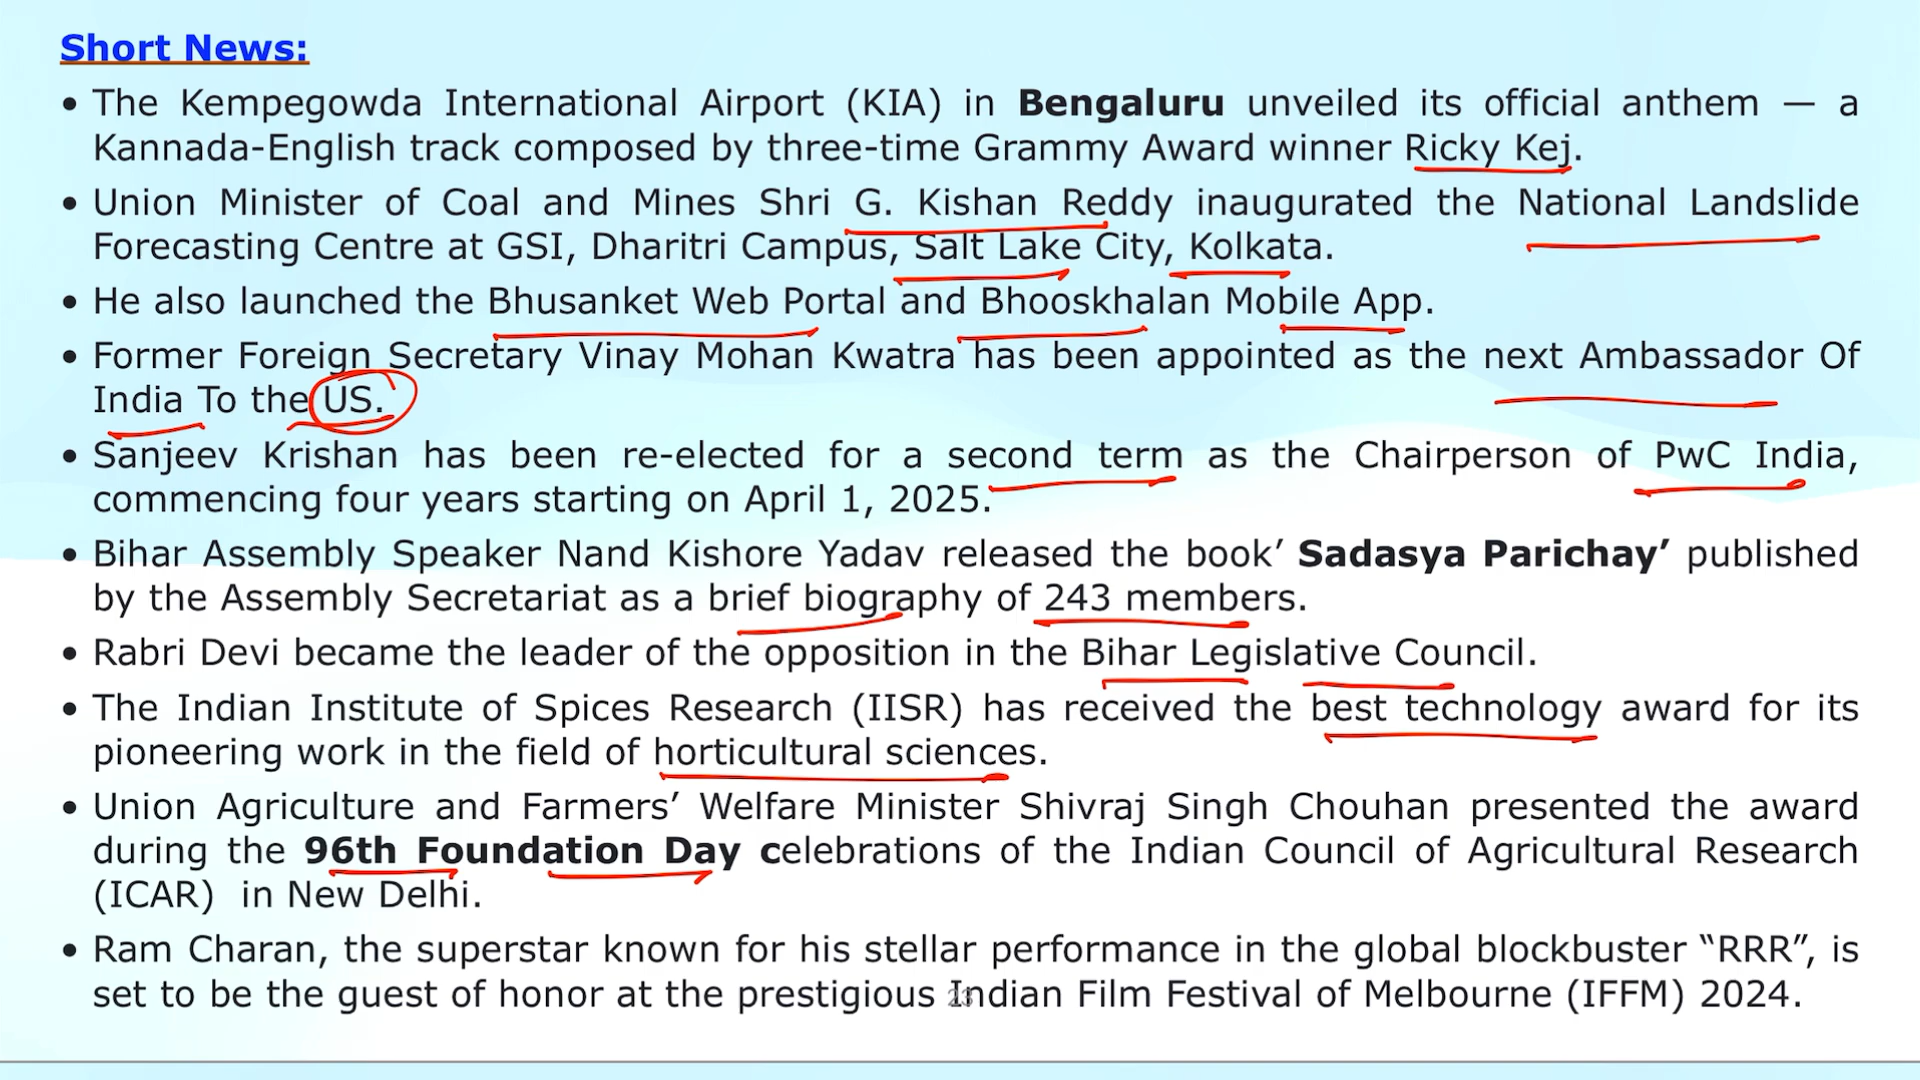 Short News:
• The Kempegowda International Airport (KIA) in Bengaluru unveiled its official anthem — a
Kannada-English track composed by three-time Grammy Award winner Ricky Kej.
• Union Minister of Coal and Mines Shri G. Kishan Reddy inaugurated the National Landslide
Forecasting Centre at GSI, Dharitri Campus, Salt Lake City, Kolkata.
• He also launched the Bhusanket Web Portal and Bhooskhalan Mobile App.
• Former Foreign Secretary Vinay Mohan Kwatra has been appointed as the next Ambassador Of
India To the US.
• Sanjeev Krishan has been re-elected for a second term as the Chairperson of PwC India,
commencing four years starting on April 1, 2025.
• Bihar Assembly Speaker Nand Kishore Yadav released the book’ Sadasya Parichay’ published
by the Assembly Secretariat as a brief biography of 243 members.
• Rabri Devi became the leader of the opposition in the Bihar Legislative Council.
• The Indian Institute of Spices Research (IISR) has received the best technology award for its
pioneering work in the field of horticultural sciences.
• Union Agriculture and Farmers’ Welfare Minister Shivraj Singh Chouhan presented the award
during the 96th Foundation Day celebrations of the Indian Council of Agricultural Research
(ICAR) in New Delhi.
• Ram Charan, the superstar known for his stellar performance in the global blockbuster “RRR”, is
set to be the guest of honor at the prestigious Indian Film Festival of Melbourne (IFFM) 2024.